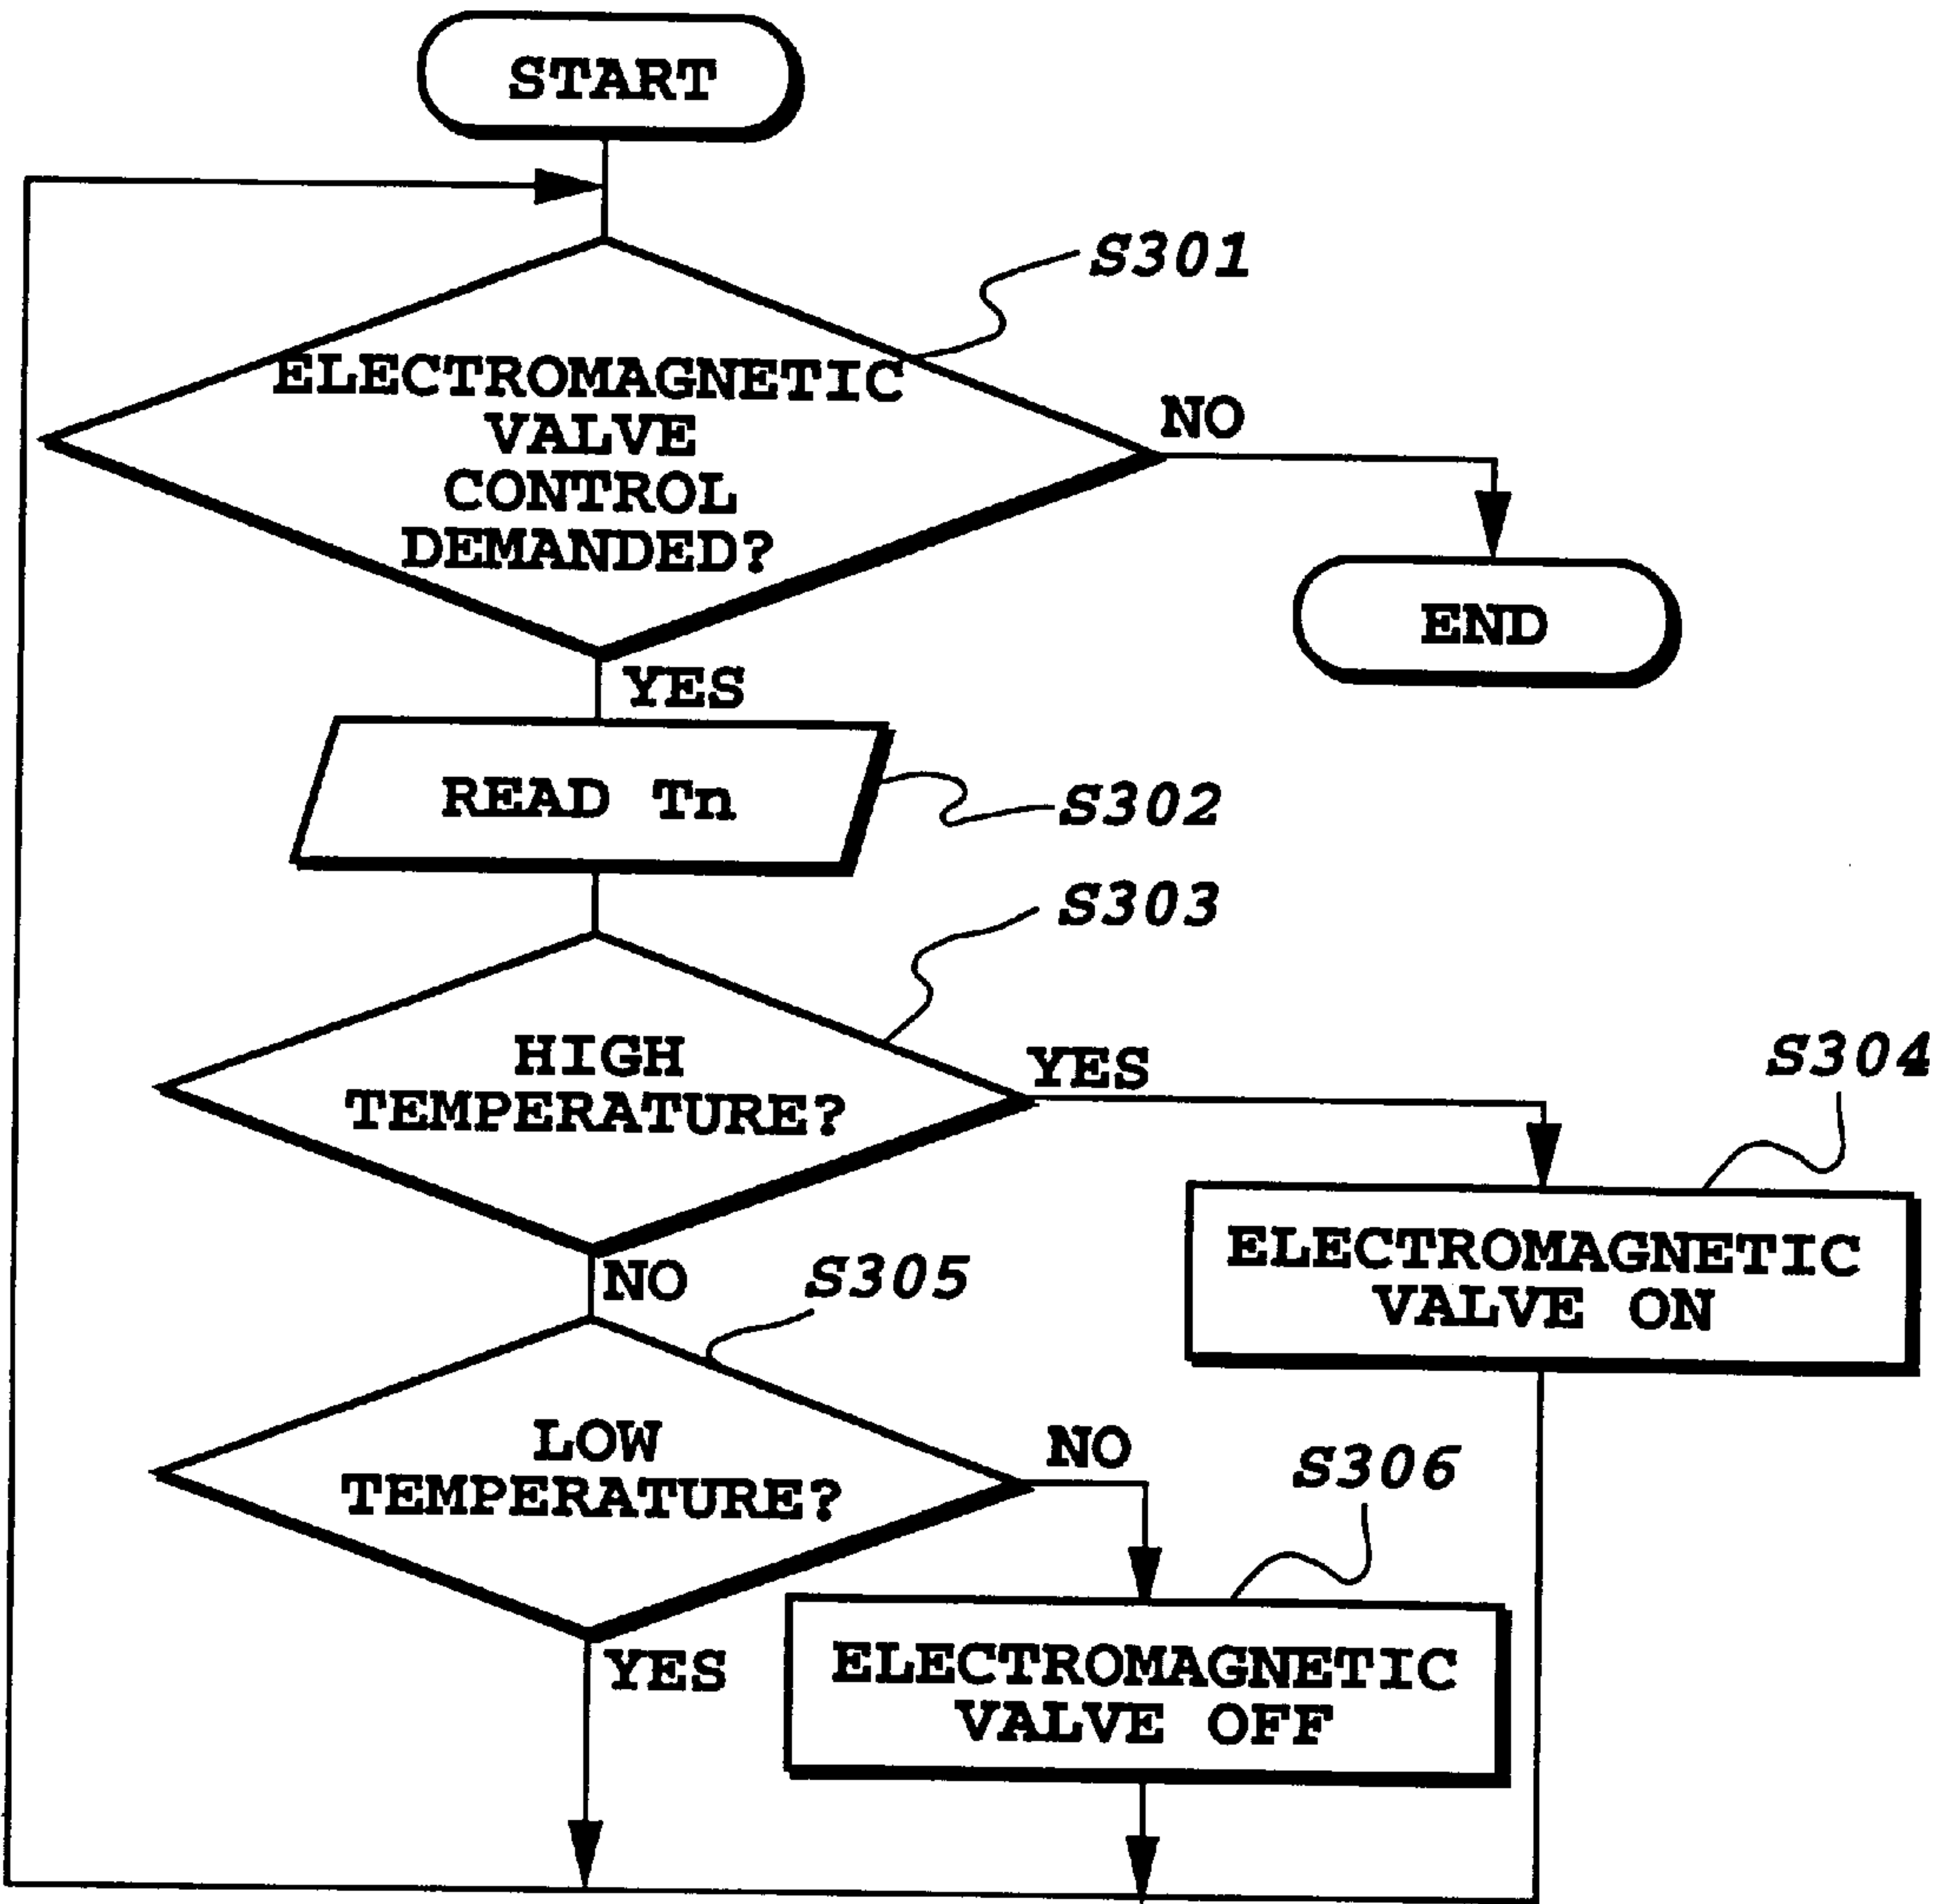 START
S301
ELECTROMAGNETIC
VALVE
CONTROL
DEMANDED?
NO
END
YES
READ Tn
S302
S303
HIGH
TEMPERATURE?
YES
S304
ELECTROMAGNETIC
VALVE ON
NO
S305
LOW
TEMPERATURE?
NO
S306
YES
ELECTROMAGNETIC
VALVE OFF